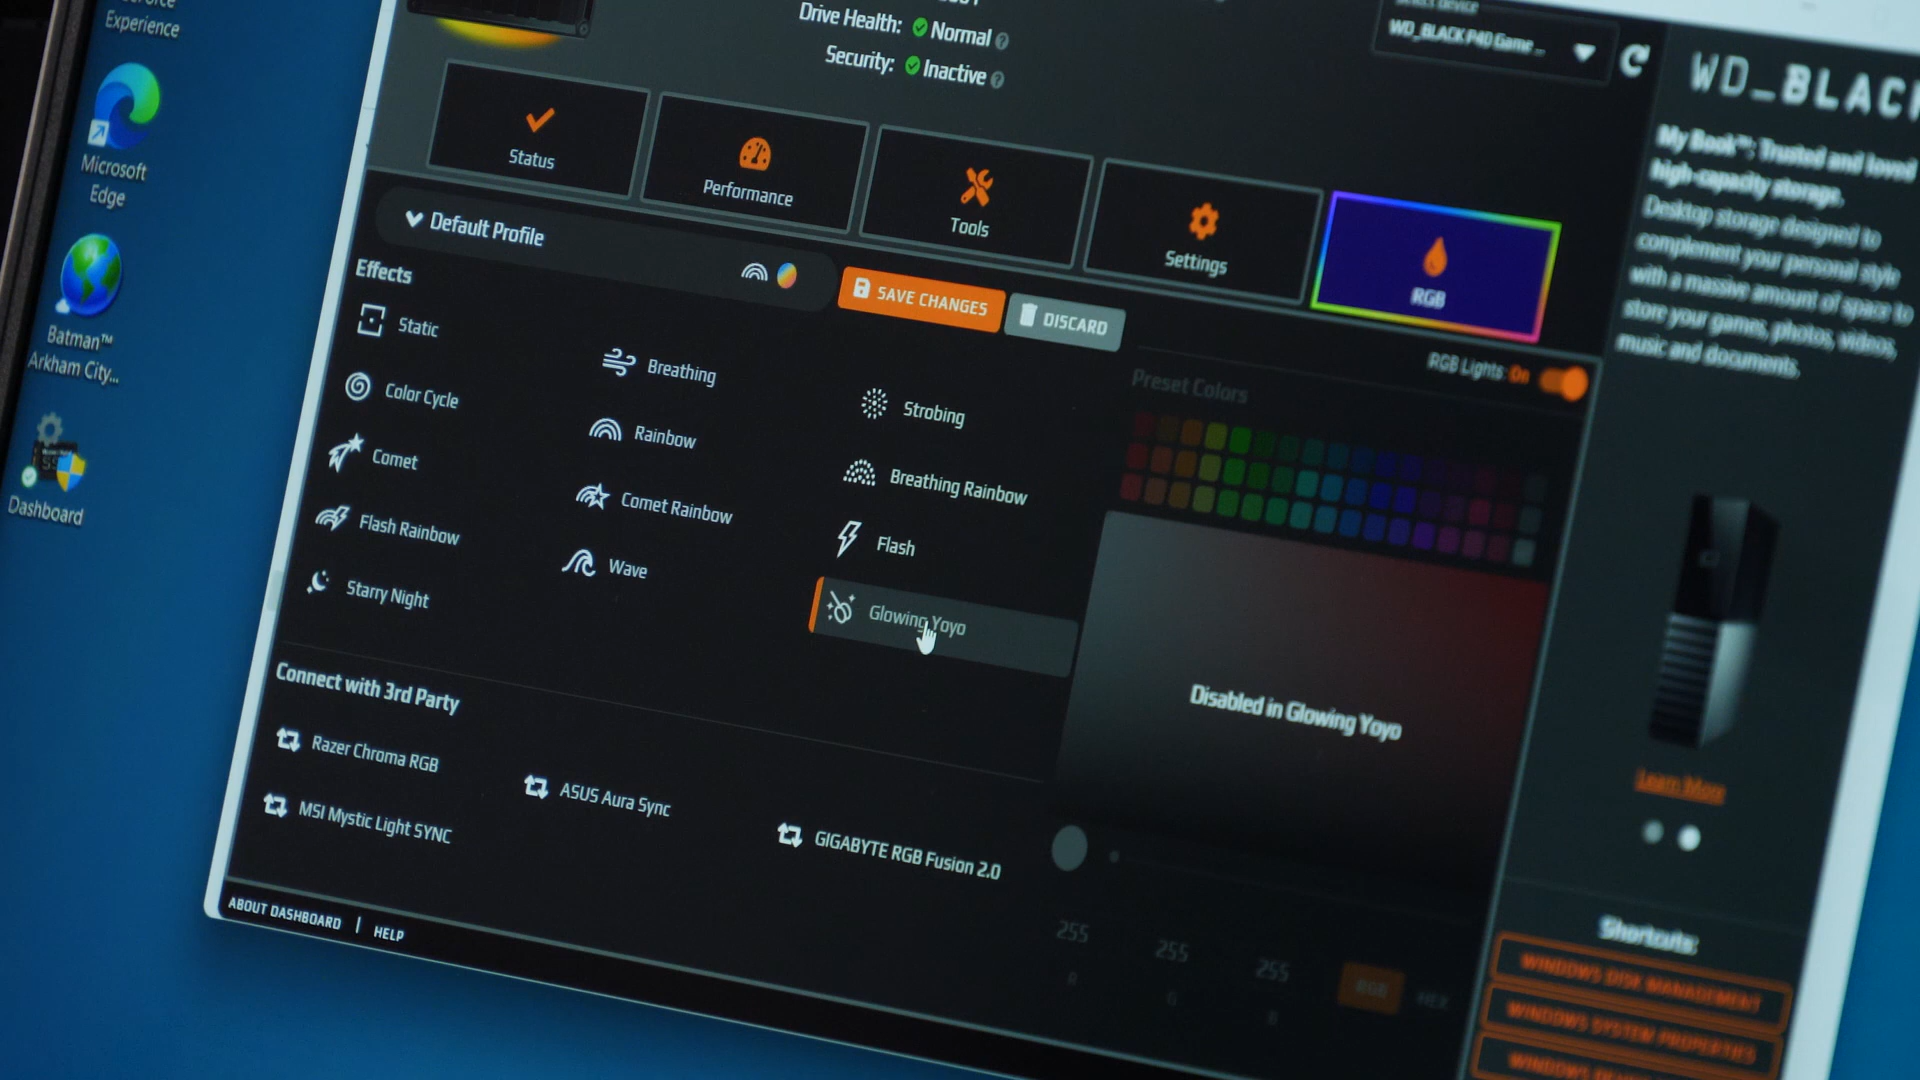 Experience
Microsoft
Edge
Batman™
Arkham City...
Dashboard
Drive Health: Normal
Security: Inactive
WD_BLACK P40 Game ...
Status
Performance
Tools
Settings
RGB
Default Profile
SAVE CHANGES
DISCARD
RGB Lights: On
Effects
Static
Breathing
Strobing
Color Cycle
Rainbow
Breathing Rainbow
Comet
Comet Rainbow
Flash
Flash Rainbow
Wave
Glowing Yoyo
Starry Night
Preset Colors
Disabled in Glowing Yoyo
255
255
255
R
G
B
RGB
HEX
Connect with 3rd Party
Razer Chroma RGB
ASUS Aura Sync
GIGABYTE RGB Fusion 2.0
MSI Mystic Light SYNC
ABOUT DASHBOARD | HELP
WD_BLACK
My Book™: Trusted and loved
high-capacity storage.
Desktop storage designed to
complement your personal style
with a massive amount of space to
store your games, photos, videos,
music and documents.
Learn More
Shortcuts:
WINDOWS DISK MANAGEMENT
WINDOWS SYSTEM PROPERTIES
WINDOWS